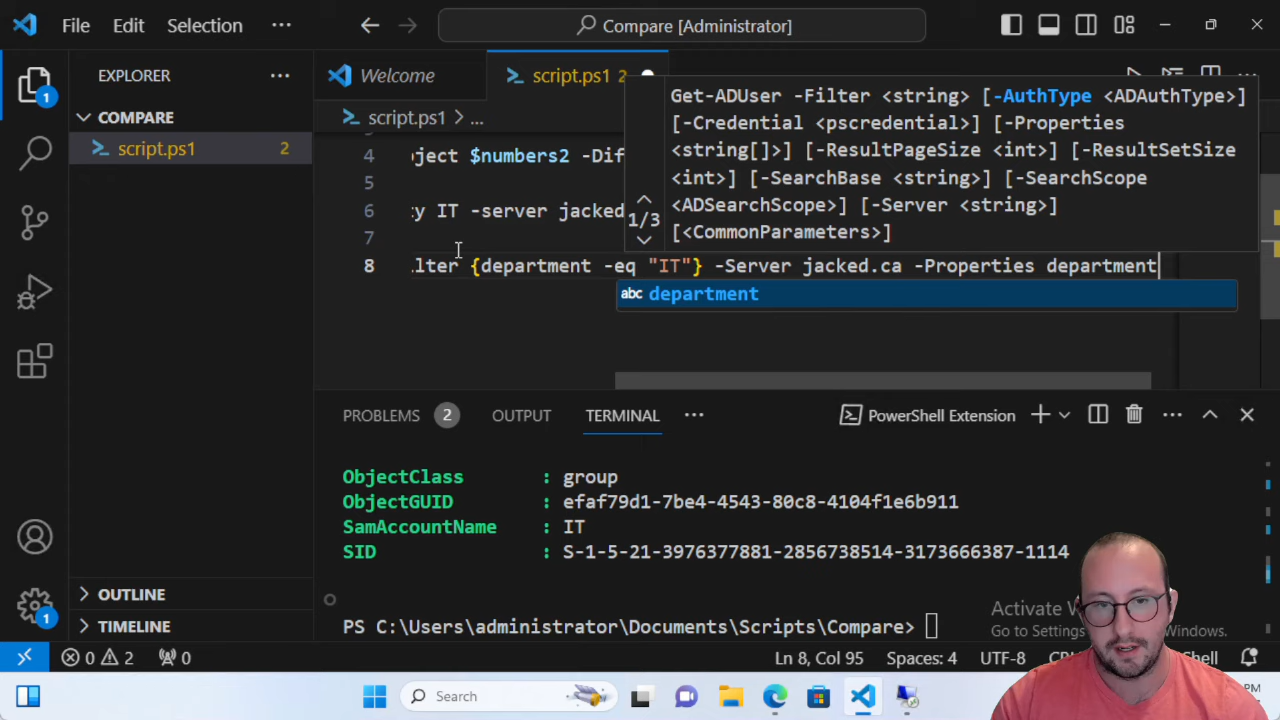 File Edit Selection ··· Compare [Administrator]
EXPLORER ···
Welcome
script.ps1 2
COMPARE
script.ps1 > ...
script.ps1 2
Get-ADUser -Filter <string> [-AuthType <ADAuthType>]
[-Credential <pscredential>] [-Properties
<string[]>] [-ResultPageSize <int>] [-ResultSetSize
<int>] [-SearchBase <string>] [-SearchScope
<ADSearchScope>] [-Server <string>]
[<CommonParameters>]
1/3
4 oject $numbers2 -Dif
5
6 ty IT -server jacked
7
8 ilter {department -eq "IT"} -Server jacked.ca -Properties department
abc department
PROBLEMS 2 OUTPUT TERMINAL ··· PowerShell Extension
ObjectClass : group
ObjectGUID : efaf79d1-7be4-4543-80c8-4104f1e6b911
SamAccountName : IT
SID : S-1-5-21-3976377881-2856738514-3173666387-1114
PS C:\Users\administrator\Documents\Scripts\Compare>
OUTLINE
TIMELINE
1
1
Activate
Go to Settings Windows.
0 2 0 Ln 8, Col 95 Spaces: 4 UTF-8
Search